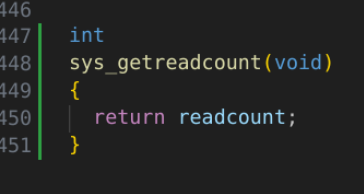 446
447 int
448 sys_getreadcount(void)
449 {
450   return readcount;
451 }